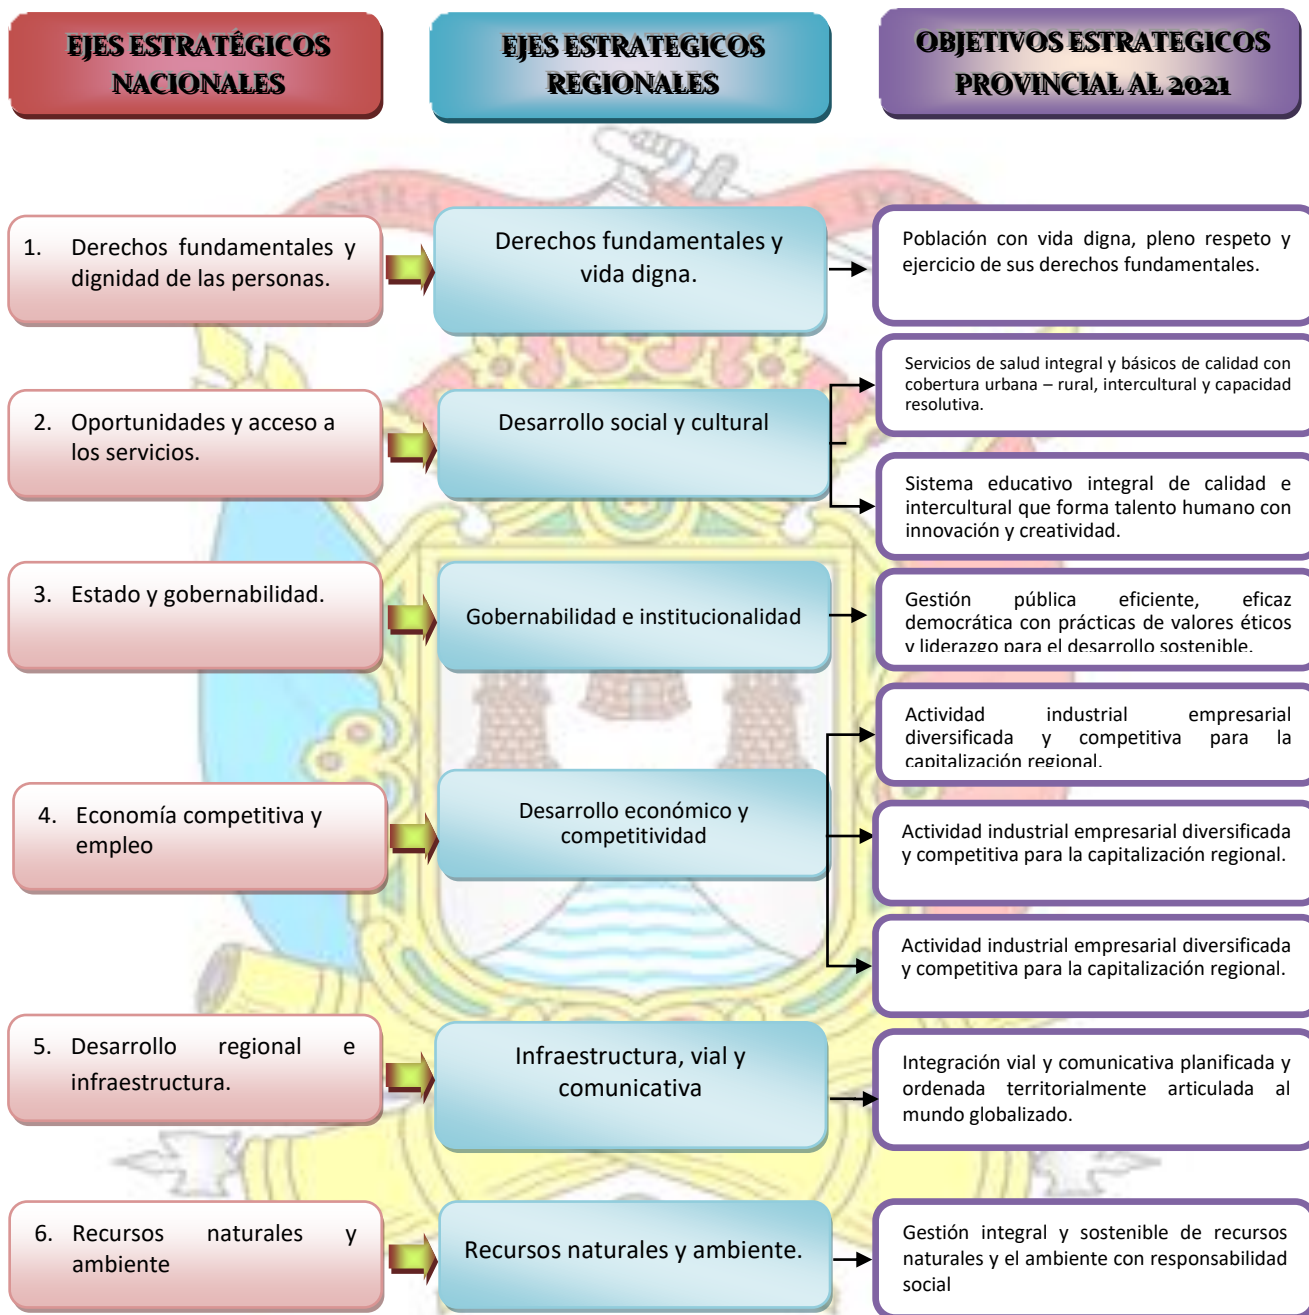 EJES ESTRATÉGICOS
NACIONALES
EJES ESTRATEGICOS
REGIONALES
OBJETIVOS ESTRATEGICOS
PROVINCIAL AL 2021
1. Derechos fundamentales y
dignidad de las personas.
Derechos fundamentales y
vida digna.
Población con vida digna, pleno respeto y
ejercicio de sus derechos fundamentales.
2. Oportunidades y acceso a
los servicios.
Desarrollo social y cultural
Servicios de salud integral y básicos de calidad con
cobertura urbana – rural, intercultural y capacidad
resolutiva.
Sistema educativo integral de calidad e
intercultural que forma talento humano con
innovación y creatividad.
3. Estado y gobernabilidad.
Gobernabilidad e institucionalidad
Gestión pública eficiente, eficaz
democrática con prácticas de valores éticos
y liderazgo para el desarrollo sostenible.
4. Economía competitiva y
empleo
Desarrollo económico y
competitividad
Actividad industrial empresarial
diversificada y competitiva para la
capitalización regional.
Actividad industrial empresarial diversificada
y competitiva para la capitalización regional.
Actividad industrial empresarial diversificada
y competitiva para la capitalización regional.
5. Desarrollo regional e
infraestructura.
Infraestructura, vial y
comunicativa
Integración vial y comunicativa planificada y
ordenada territorialmente articulada al
mundo globalizado.
6. Recursos naturales y
ambiente
Recursos naturales y ambiente.
Gestión integral y sostenible de recursos
naturales y el ambiente con responsabilidad
social